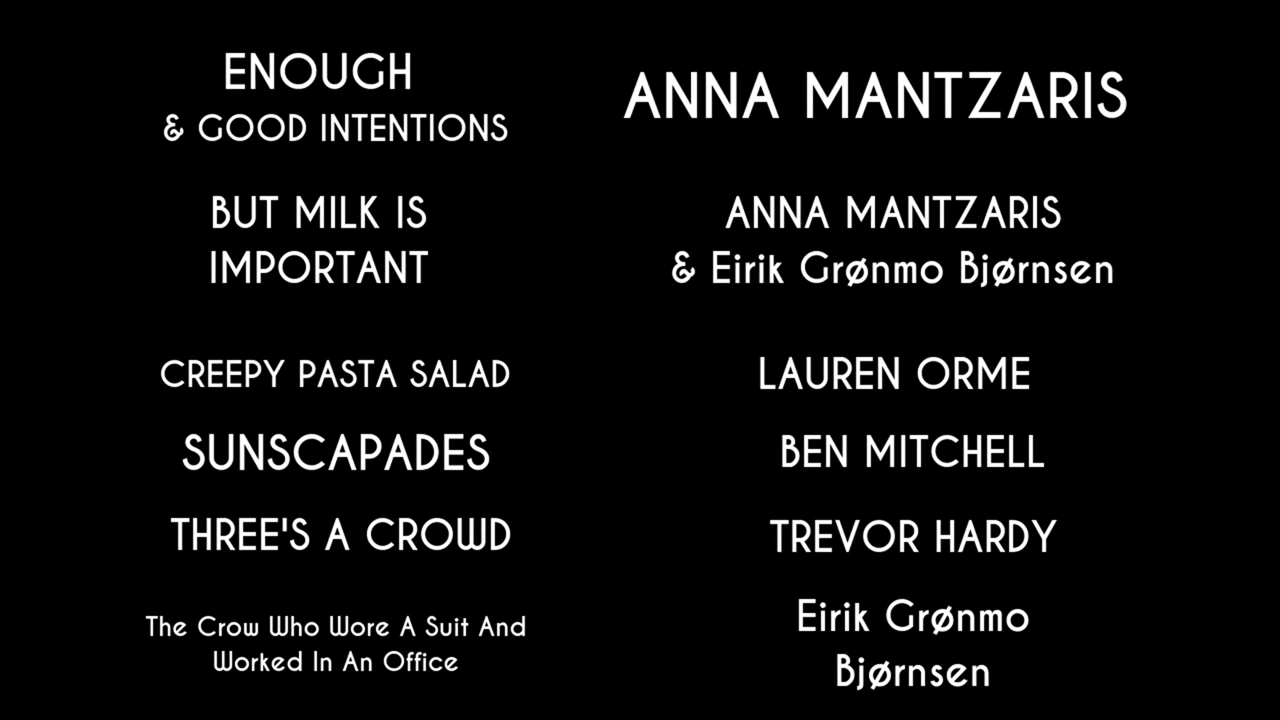 ENOUGH
& GOOD INTENTIONS
ANNA MANTZARIS
BUT MILK IS
IMPORTANT
ANNA MANTZARIS
& Eirik Grønmo Bjørnsen
CREEPY PASTA SALAD
LAUREN ORME
SUNSCAPADES
BEN MITCHELL
THREE'S A CROWD
TREVOR HARDY
The Crow Who Wore A Suit And
Worked In An Office
Eirik Grønmo
Bjørnsen